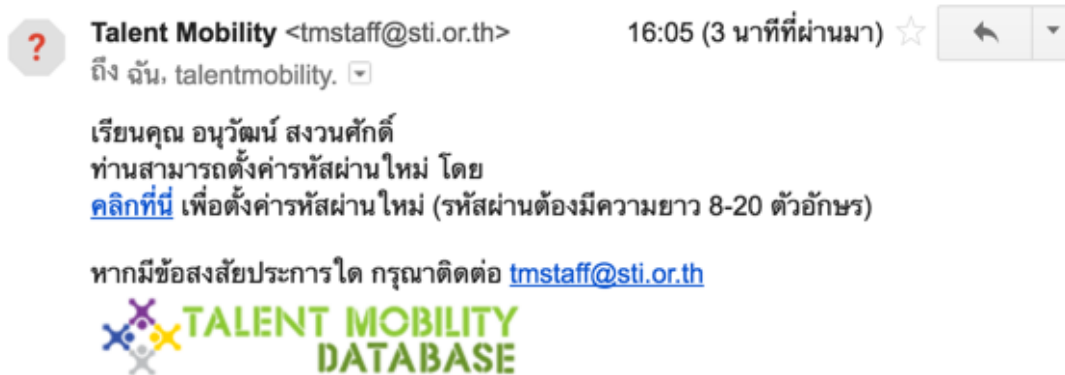 ?
Talent Mobility <tmstaff@sti.or.th> 16:05 (3 นาทีที่ผ่านมา)
ถึง ฉัน, talentmobility.
เรียนคุณ อนุวัฒน์ สงวนศักดิ์
ท่านสามารถตั้งค่ารหัสผ่านใหม่ โดย
คลิกที่นี่ เพื่อตั้งค่ารหัสผ่านใหม่ (รหัสผ่านต้องมีความยาว 8-20 ตัวอักษร)
หากมีข้อสงสัยประการใด กรุณาติดต่อ tmstaff@sti.or.th
TALENT MOBILITY
DATABASE